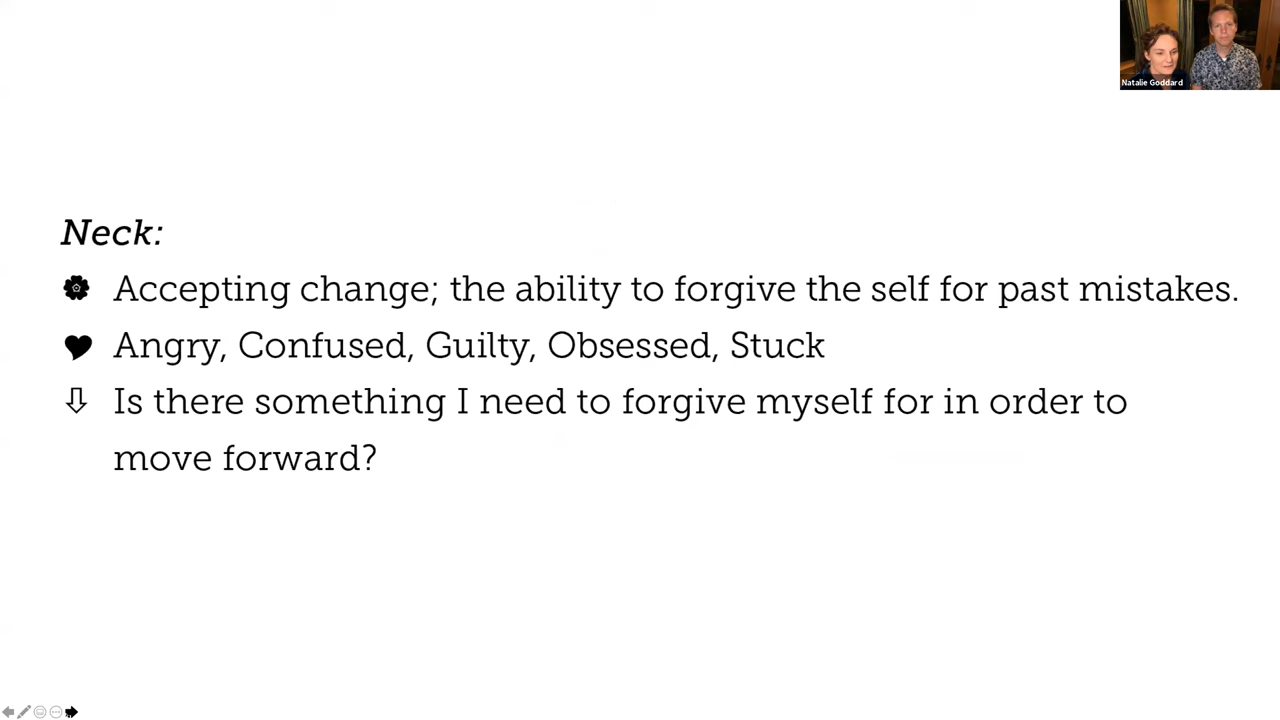 Natalie Goddard
Neck:
Accepting change; the ability to forgive the self for past mistakes.
Angry, Confused, Guilty, Obsessed, Stuck
Is there something I need to forgive myself for in order to
move forward?